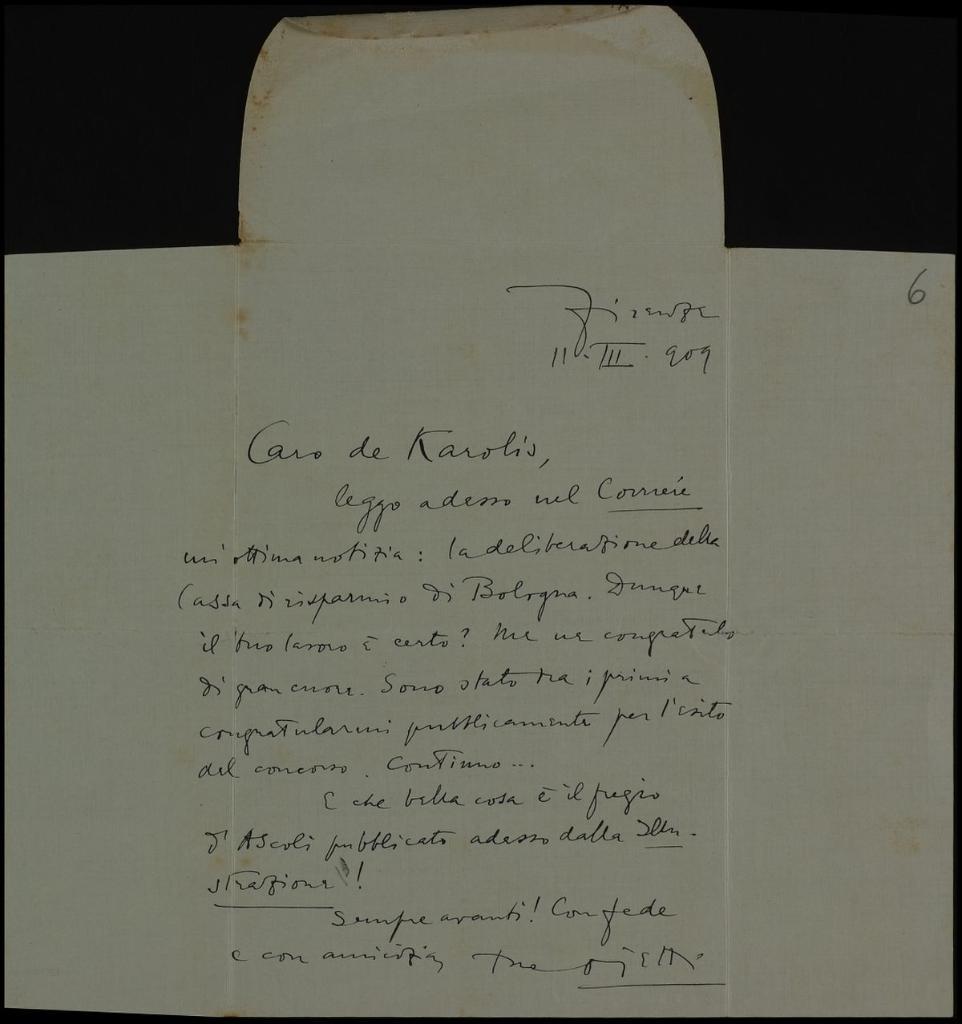 6
Firenze
11. III. 909
Caro de Karolis,
leggo adesso nel Corriere
un'ottima notizia: la deliberazione della
Cassa di risparmio di Bologna. Dunque
il tuo lavoro è certo? Me ne congratulo
di gran cuore. Sono stato tra i primi a
congratularmi pubblicamente per l'esito
del concorso. Continuo...
E che bella cosa è il fregio
d'Ascoli pubblicato adesso dalla Illu-
strazione!
Sempre avanti! Con fede
e con amicizia, tuo Ojetti